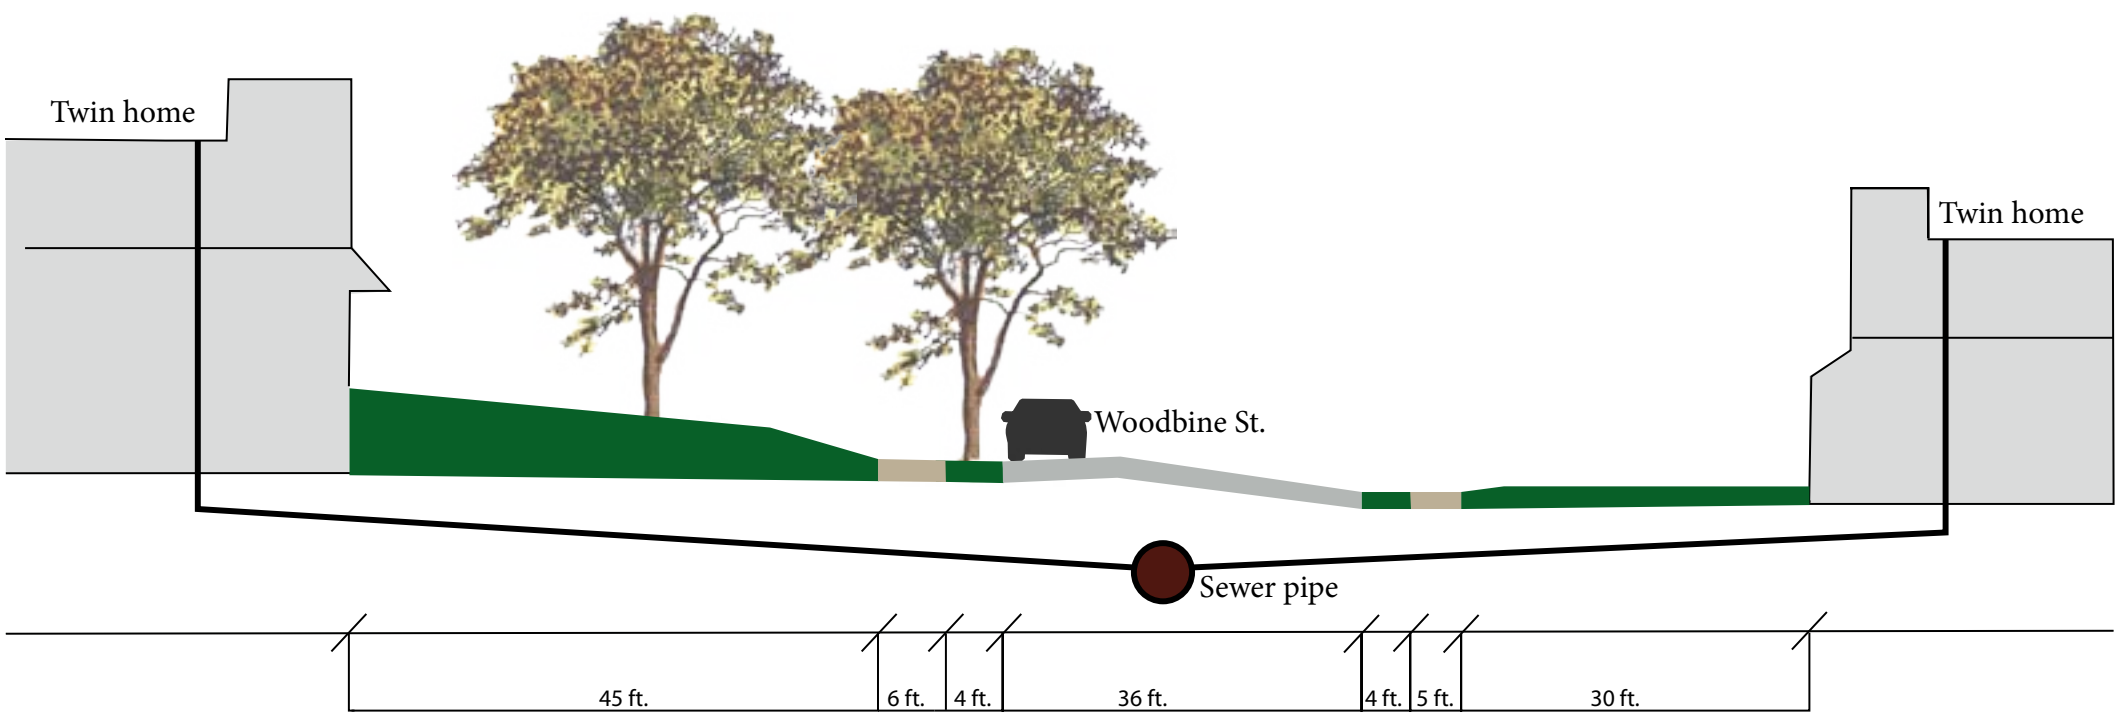 Twin home
Twin home
Woodbine St.
Sewer pipe
45 ft.
6 ft.
4 ft.
36 ft.
4 ft.
5 ft.
30 ft.